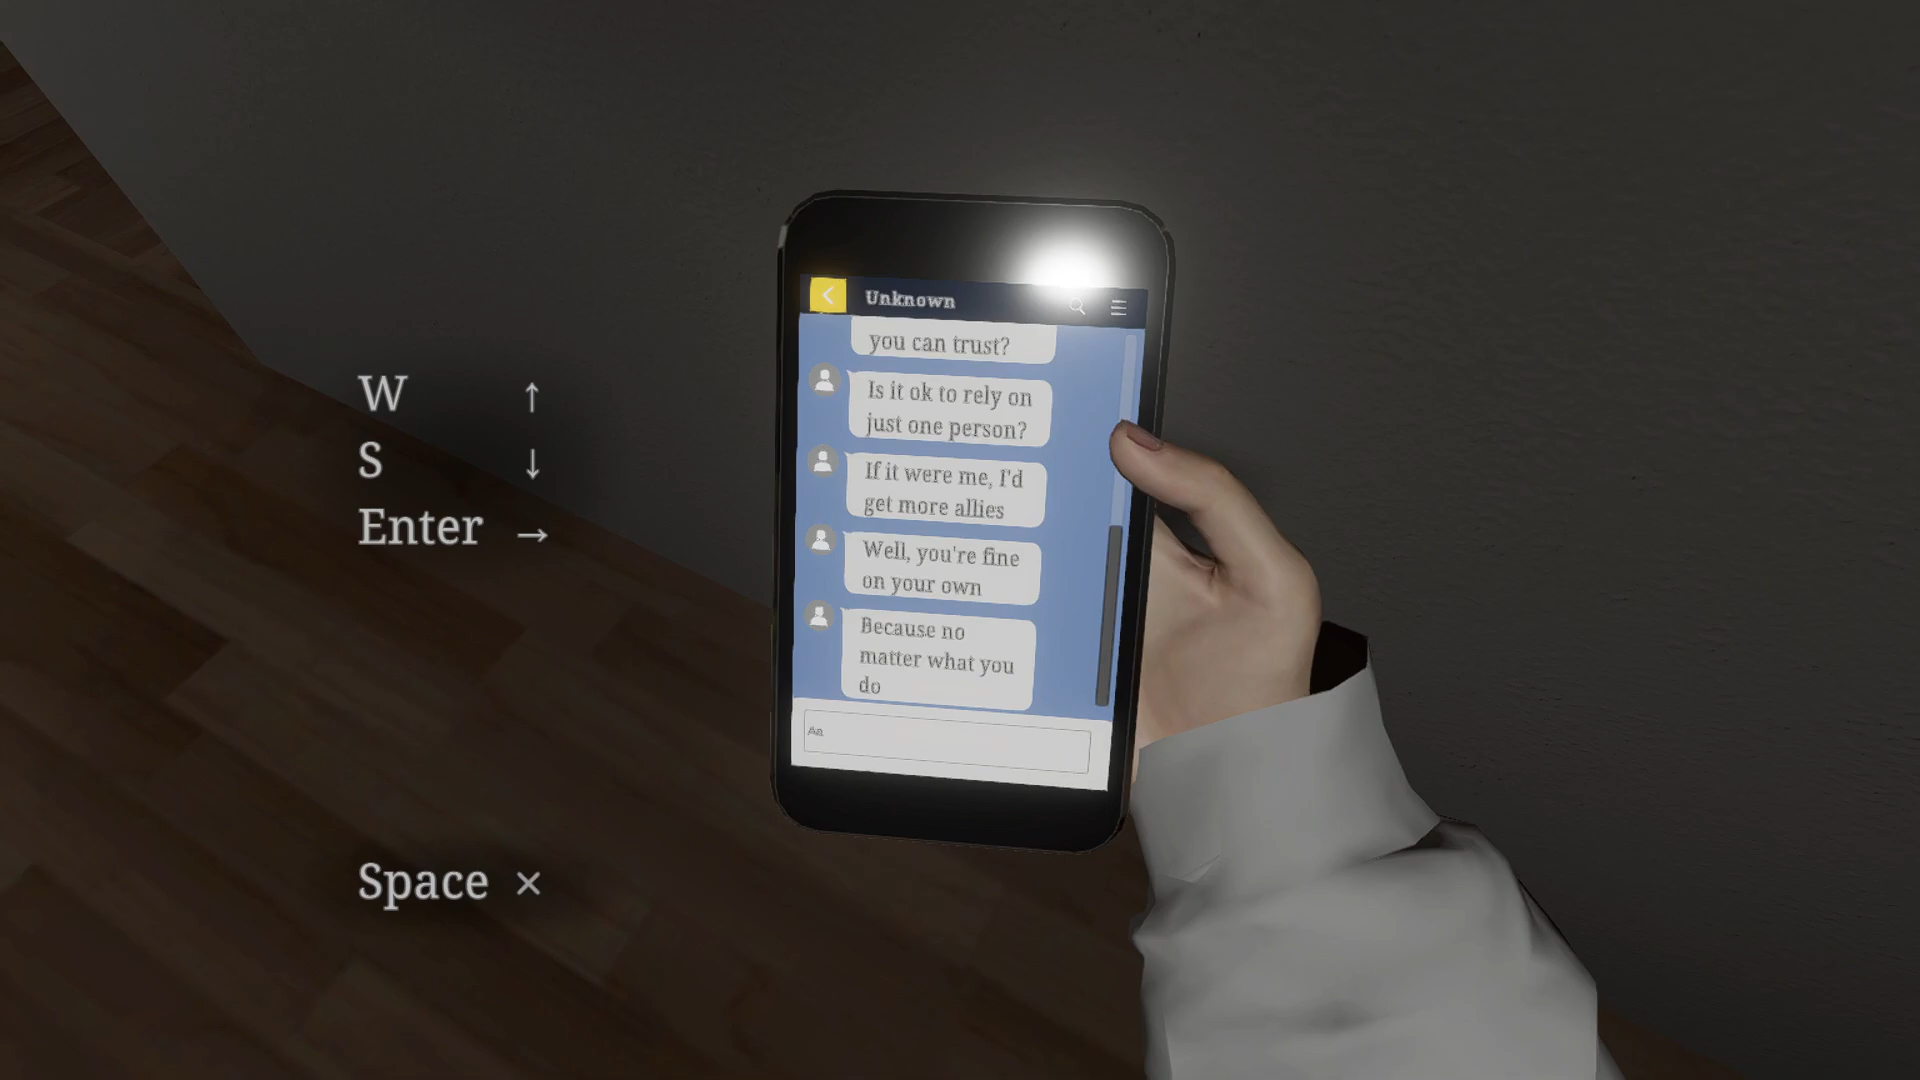 Unknown
you can trust?
Is it ok to rely on
just one person?
If it were me, I'd
get more allies
Well, you're fine
on your own
Because no
matter what you
do
Aa
W ↑
S ↓
Enter →
Space ×